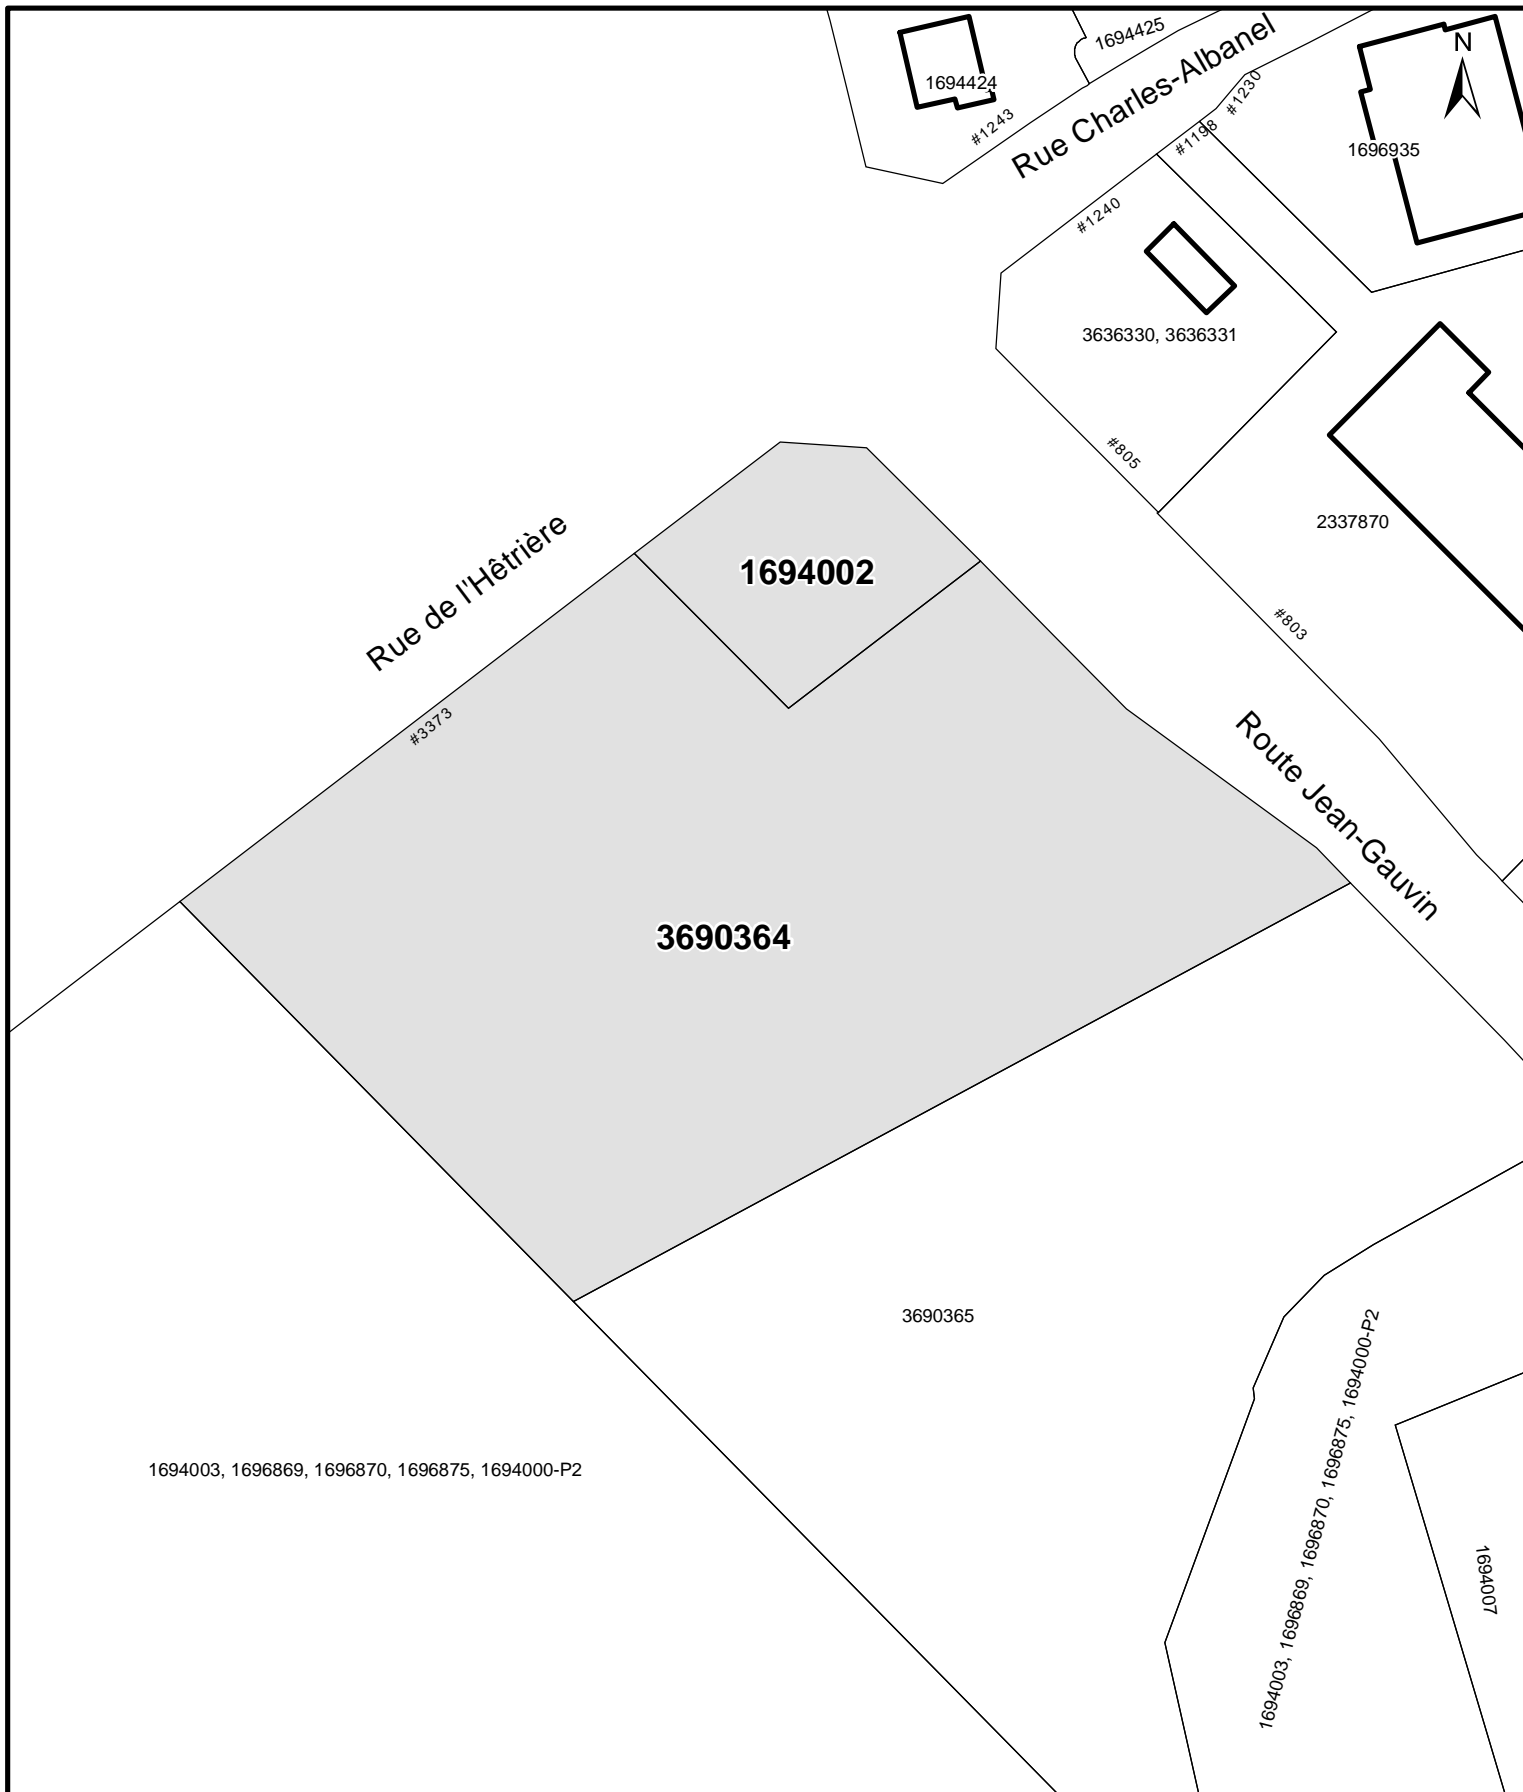 1694425
N
1694424
Rue Charles-Albanel
#1230
#1243
#1198
1696935
#1240
3636330, 3636331
#805
2337870
Rue de l'Hêtrière
1694002
#803
#3373
Route Jean-Gauvin
3690364
3690365
1694003, 1696869, 1696870, 1696875, 1694000-P2
1694003, 1696869, 1696870, 1696875, 1694000-P2
1694007